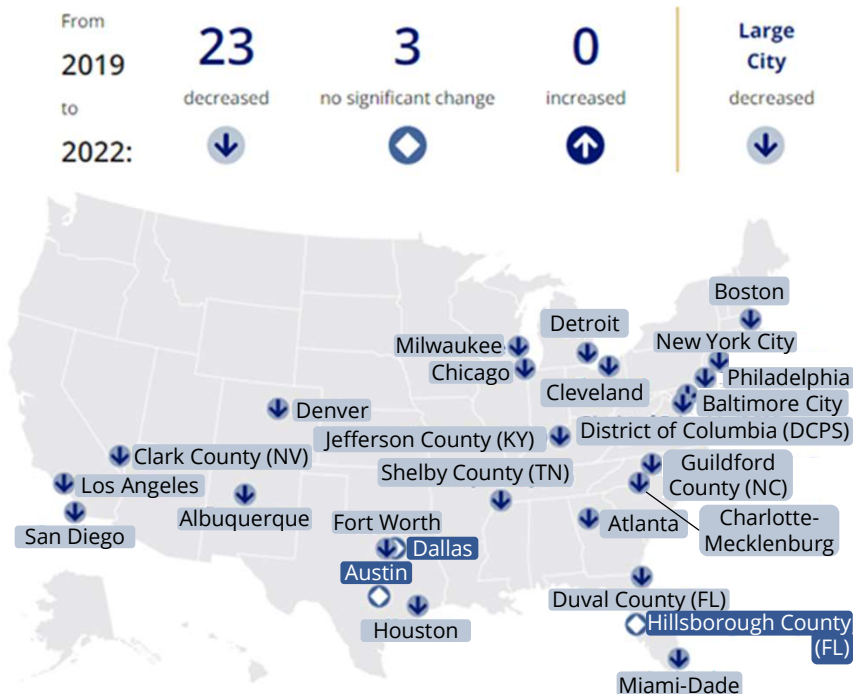 From
2019
to
2022:
23
decreased
3
no significant change
0
increased
Large
City
decreased
Boston
Detroit
New York City
Milwaukee
Chicago
Philadelphia
Cleveland
Baltimore City
Denver
District of Columbia (DCPS)
Jefferson County (KY)
Clark County (NV)
Shelby County (TN)
Guildford
County (NC)
Los Angeles
Albuquerque
Fort Worth
Atlanta
Charlotte-
Mecklenburg
San Diego
Dallas
Austin
Duval County (FL)
Houston
Hillsborough County
(FL)
Miami-Dade